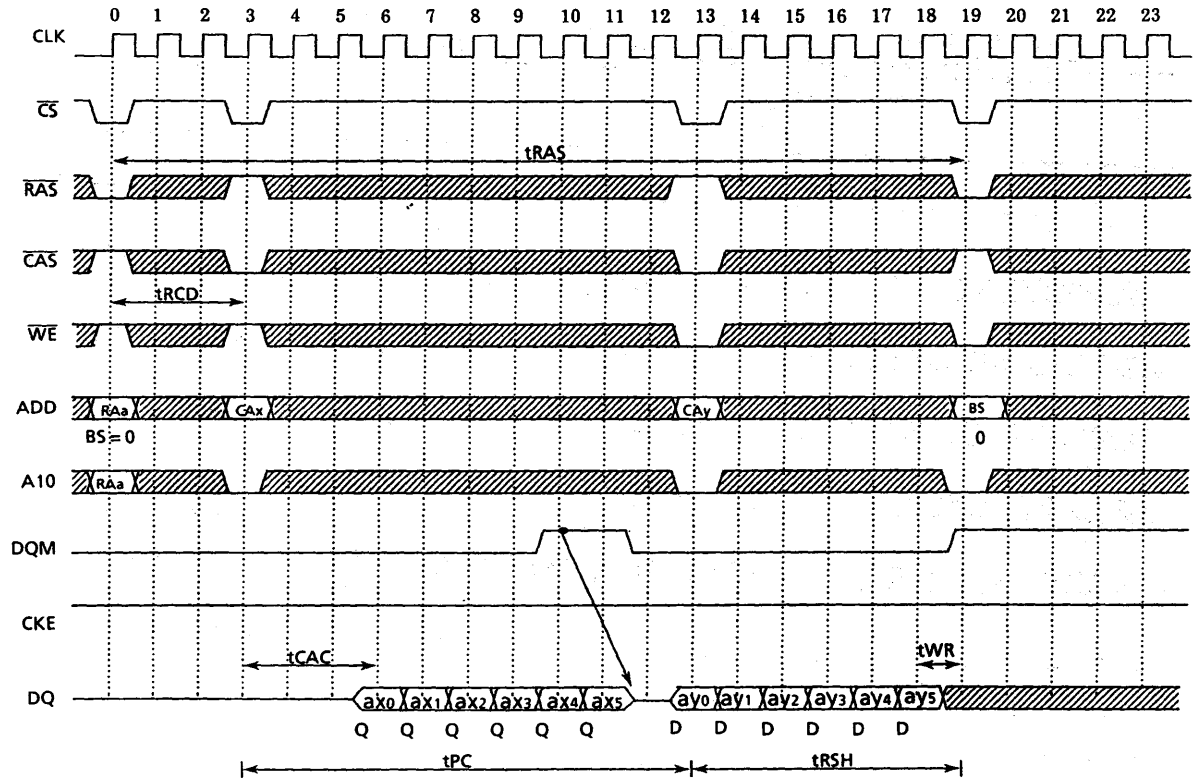 0 1 2 3 4 5 6 7 8 9 10 11 12 13 14 15 16 17 18 19 20 21 22 23
CLK
CS
tRAS
RAS
CAS
tRCD
WE
ADD RAa CAx CAy BS
BS = 0 0
A10 RAa
DQM
CKE
tCAC tWR
DQ ax0 ax1 ax2 ax3 ax4 ax5 ay0 ay1 ay2 ay3 ay4 ay5
Q Q Q Q Q Q D D D D D D
tPC tRSH